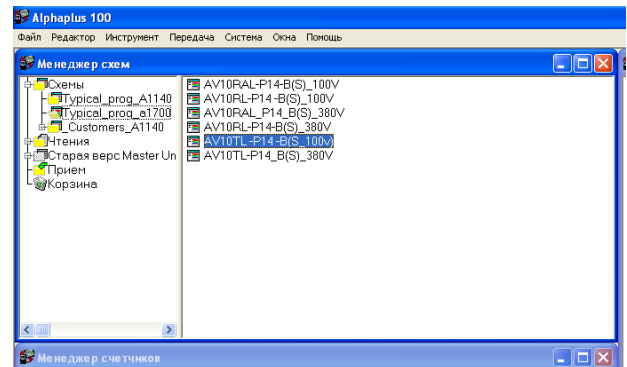 Alphaplus 100
Файл Редактор Инструмент Передача Система Окна Помощь
Менеджер схем
Схемы
Typical_prog_A1140
Typical_prog_a1700
_Customers_A1140
Чтения
Старая верс Master Un
Прием
Корзина
AV10RAL-P14-B(S)_100V
AV10RL-P14-B(S)_100V
AV10RAL_P14_B(S)_380V
AV10RL-P14-B(S)_380V
AV10TL-P14-B(S_100v)
AV10TL-P14_B(S)_380V
Менеджер счетчиков